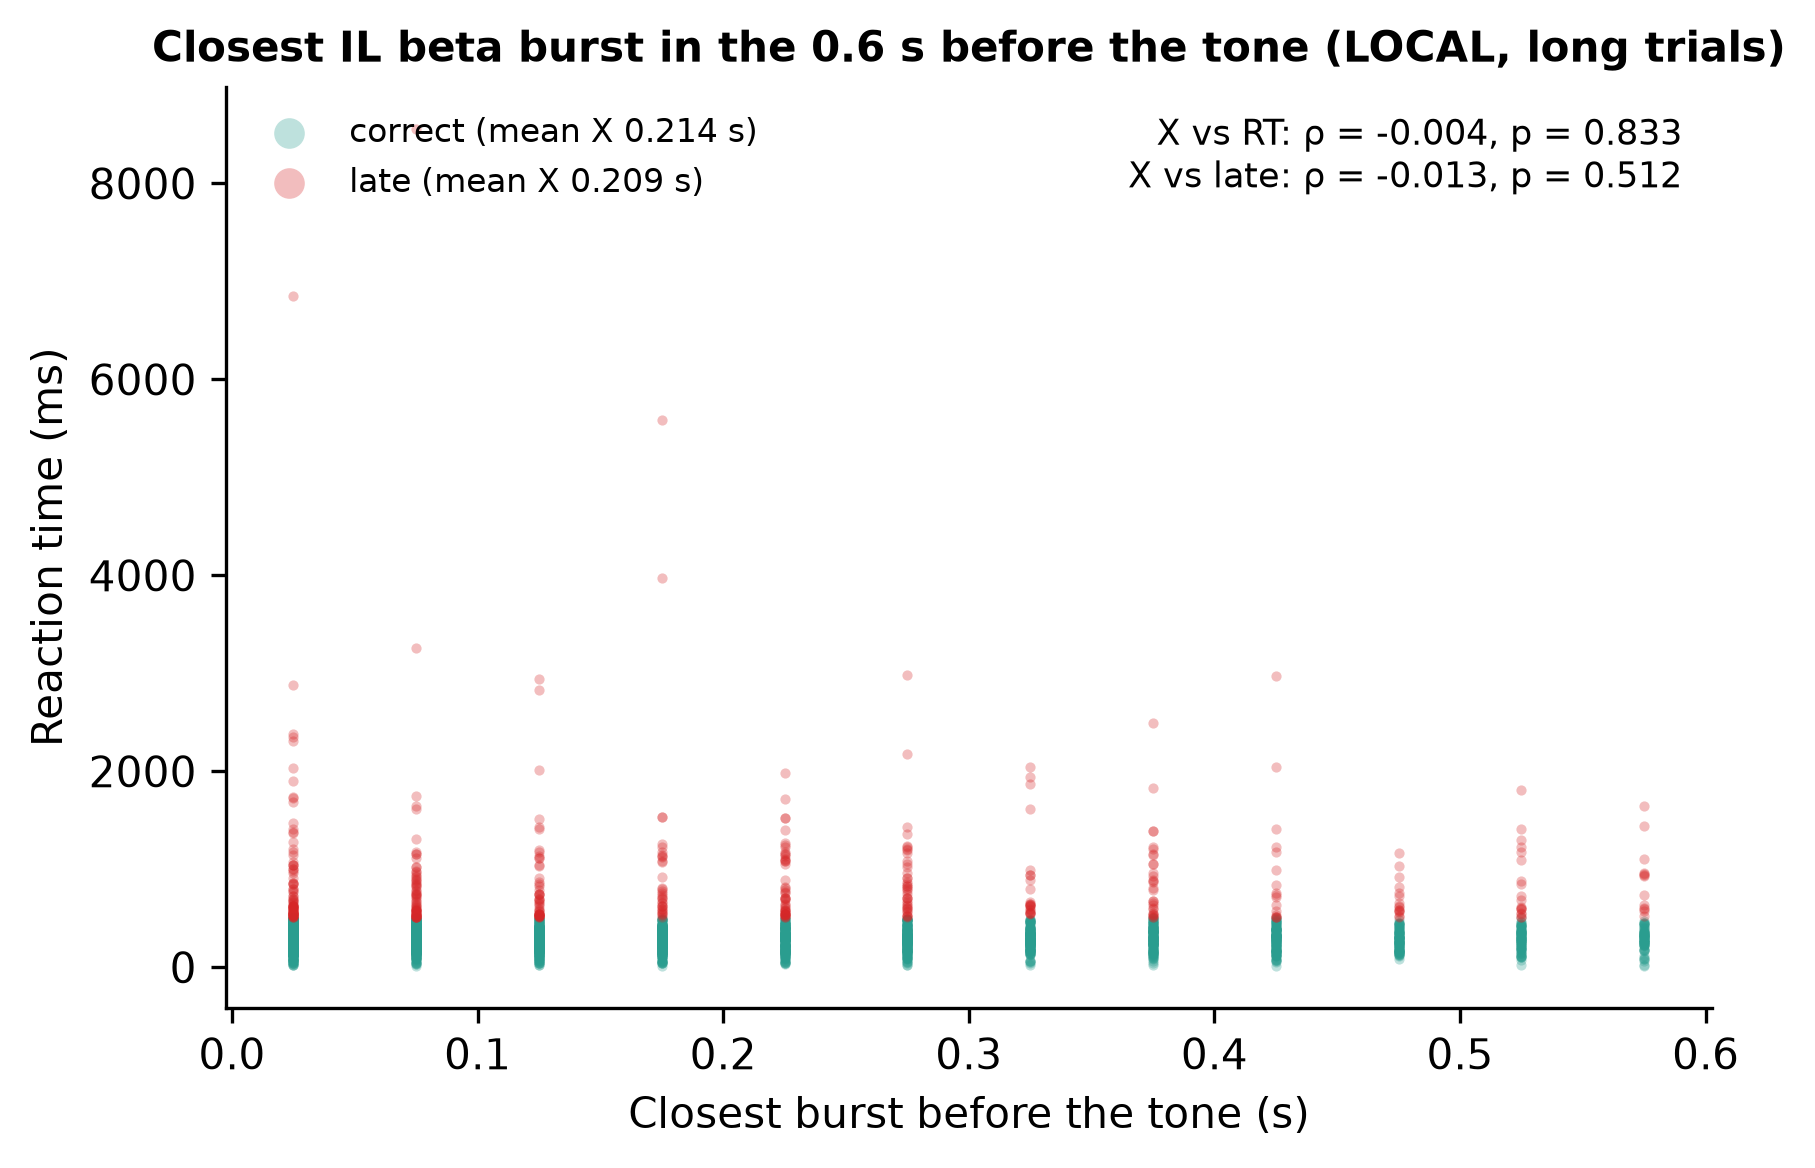 Closest IL beta burst in the 0.6 s before the tone (LOCAL, long trials)
correct (mean X 0.214 s)
late (mean X 0.209 s)
X vs RT: ρ = -0.004, p = 0.833
X vs late: ρ = -0.013, p = 0.512
Reaction time (ms)
8000
6000
4000
2000
0
0.0 0.1 0.2 0.3 0.4 0.5 0.6
Closest burst before the tone (s)